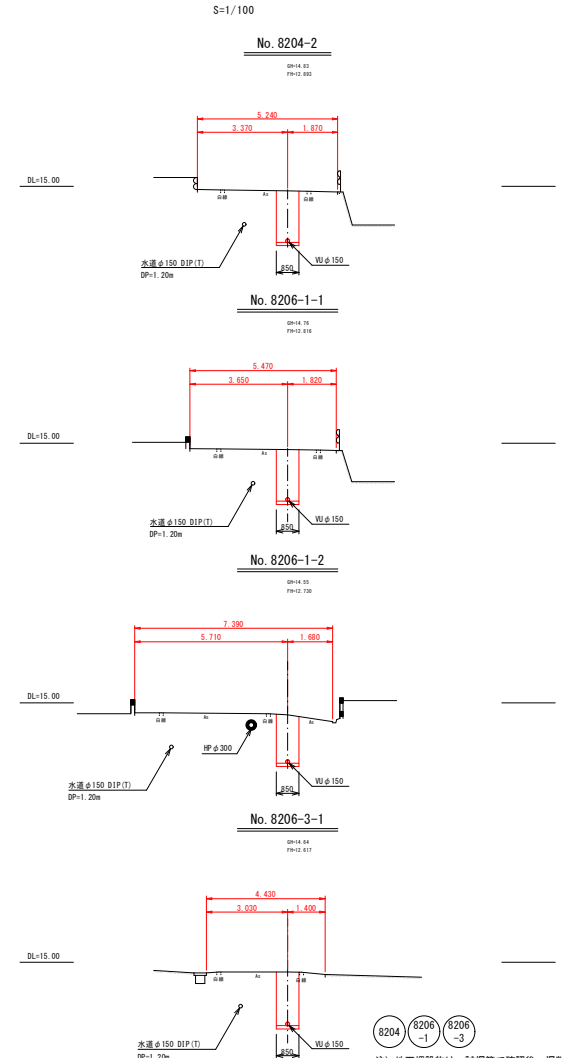 S=1/100
No. 8204-2
GH=14.83
FH=12.893
5.240
3.370
1.870
DL=15.00
白線
As
白線
水道φ150 DIP(T)
DP=1.20m
850
VUφ150
No. 8206-1-1
GH=14.76
FH=12.816
5.470
3.650
1.820
DL=15.00
白線
As
白線
水道φ150 DIP(T)
DP=1.20m
850
VUφ150
No. 8206-1-2
GH=14.55
FH=12.730
7.390
5.710
1.680
DL=15.00
白線
As
白線
As
HPφ300
水道φ150 DIP(T)
DP=1.20m
850
VUφ150
No. 8206-3-1
GH=14.64
FH=12.617
4.430
3.030
1.400
DL=15.00
白線
As
白線
水道φ150 DIP(T)
DP=1.20m
850
VUφ150
8204
8206
-1
8206
-3